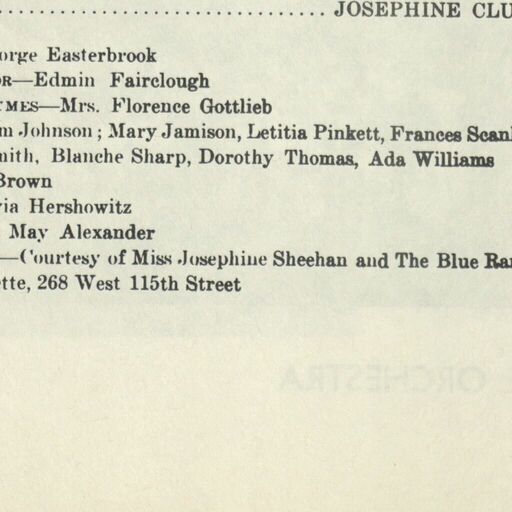 ................................ JOSEPHINE CLU
orge Easterbrook
OR—Edmin Fairclough
TMES—Mrs. Florence Gottlieb
m Johnson; Mary Jamison, Letitia Pinkett, Frances Scanl
mith, Blanche Sharp, Dorothy Thomas, Ada Williams
Brown
via Hershowitz
May Alexander
—Courtesy of Miss Josephine Sheehan and The Blue Ran
ette, 268 West 115th Street
ORCHESTRA